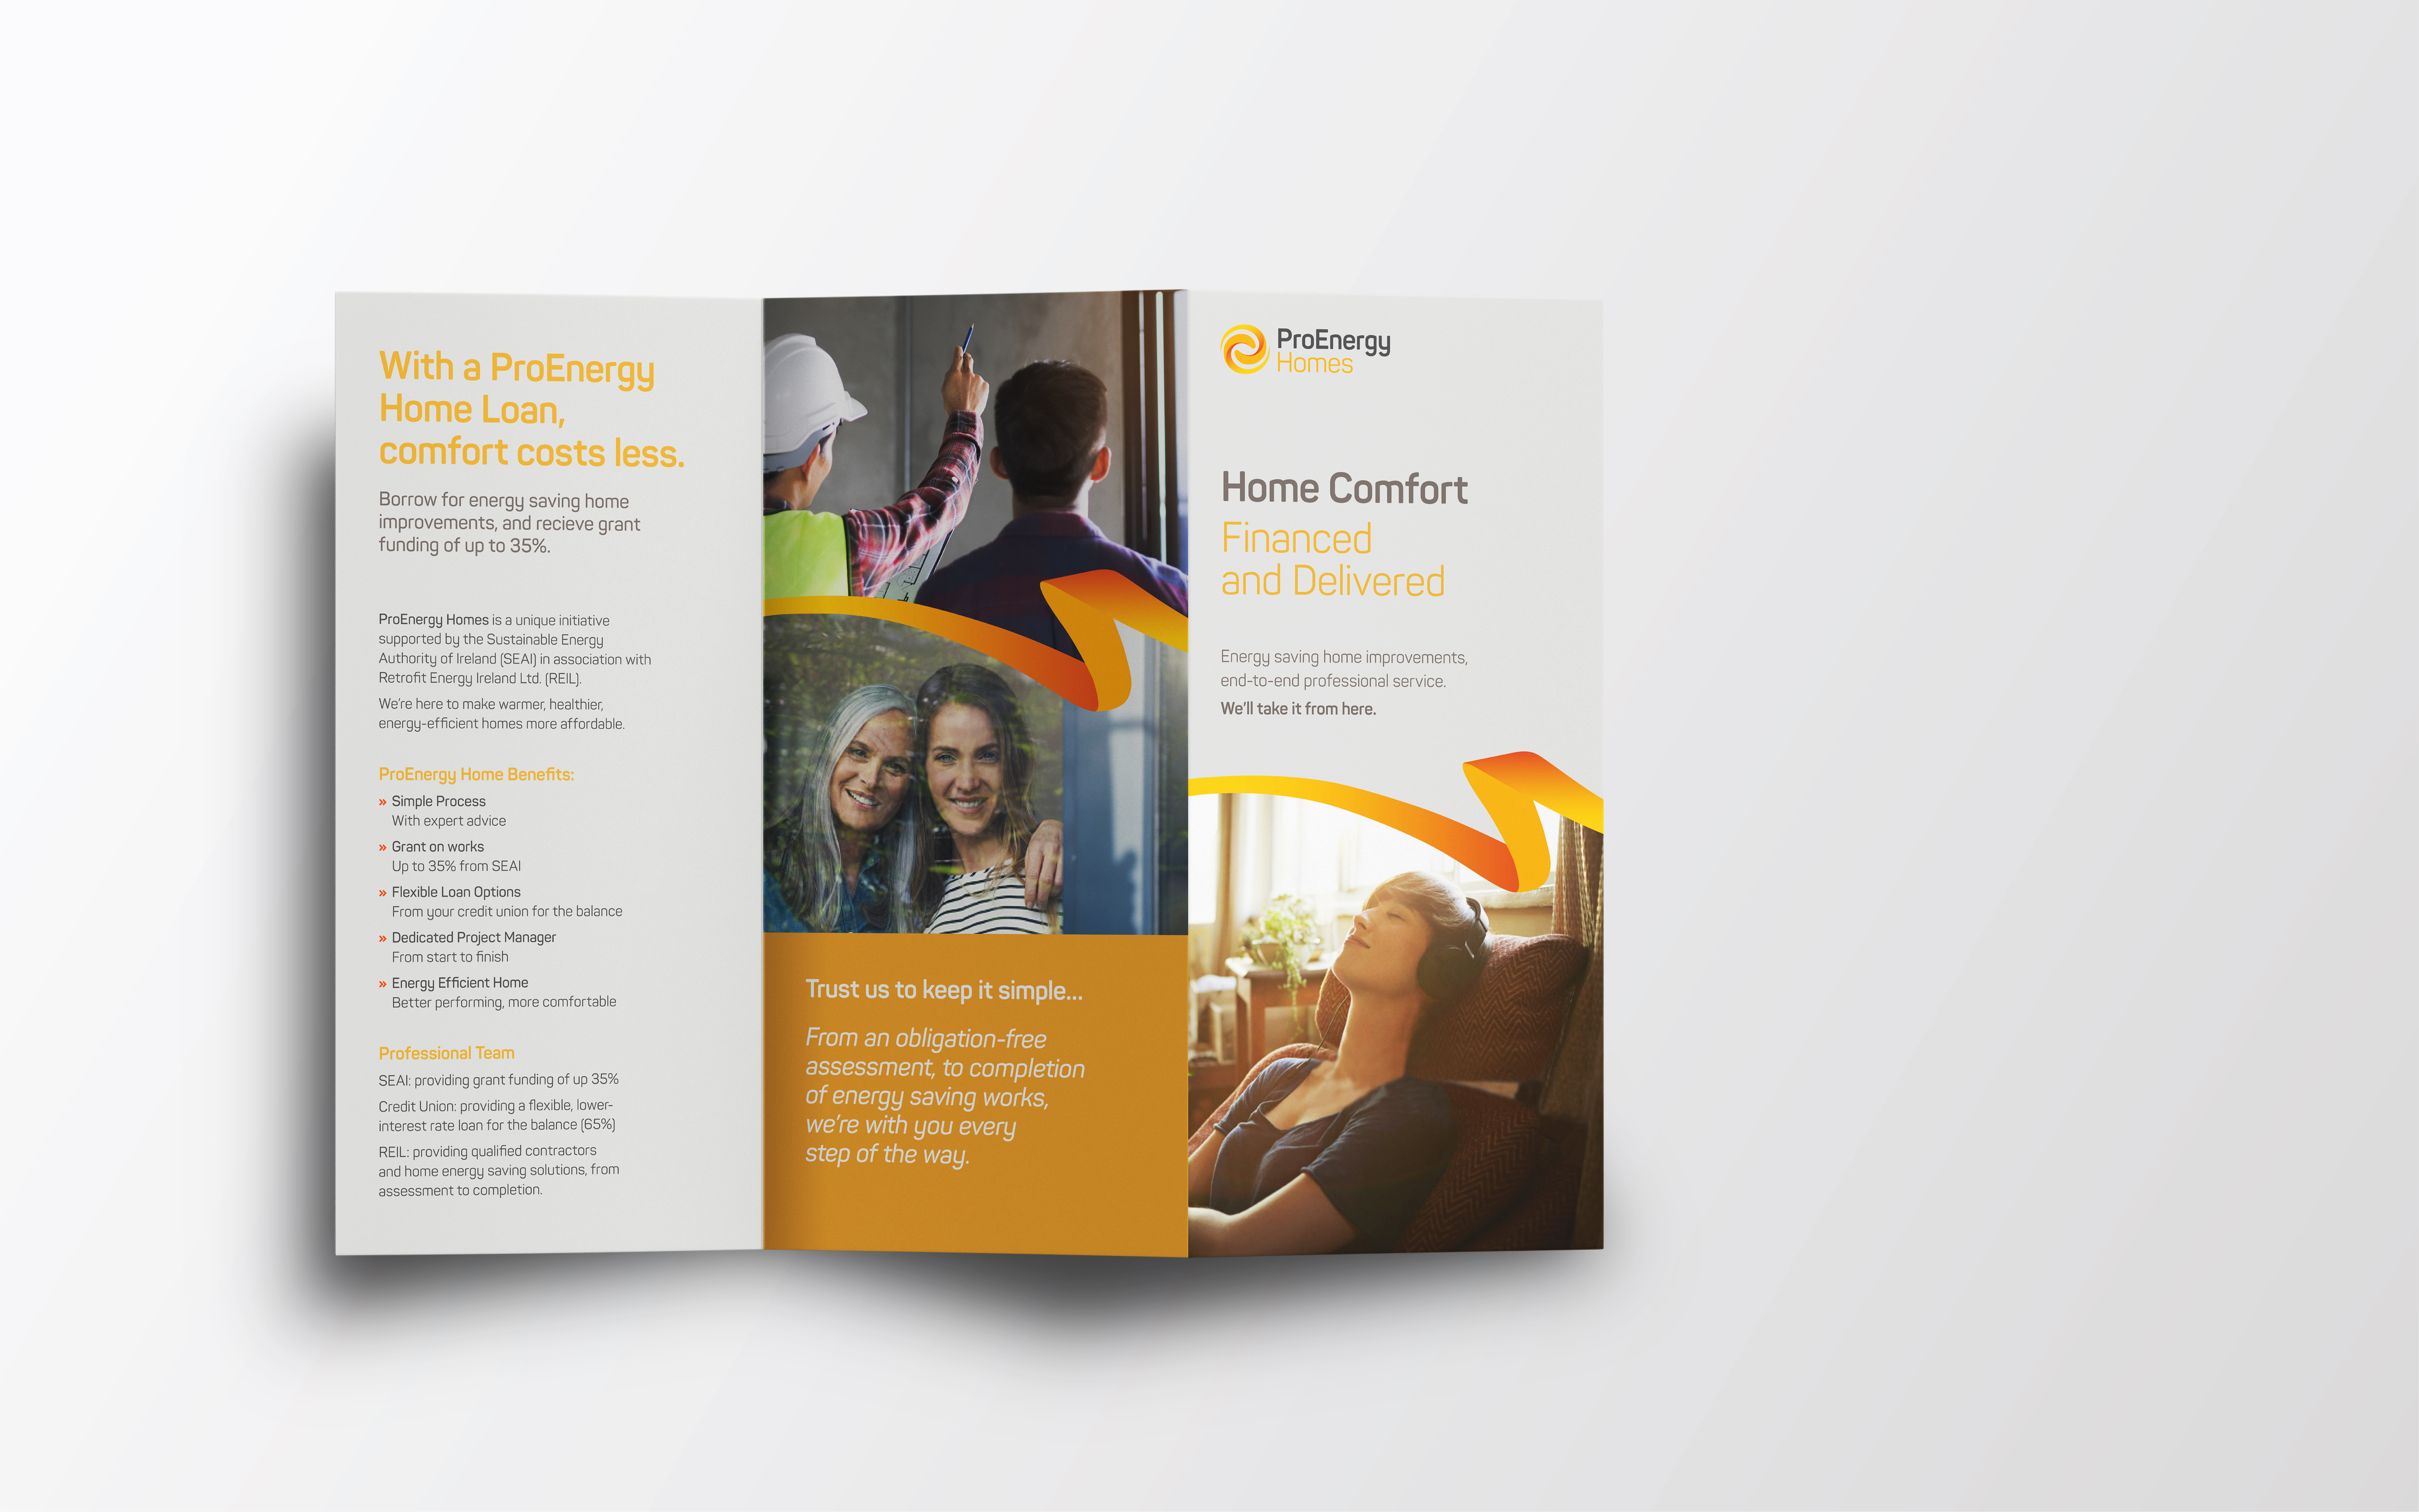 With a ProEnergy
Home Loan,
comfort costs less.
Borrow for energy saving home
improvements, and recieve grant
funding of up to 35%.
ProEnergy Homes is a unique initiative
supported by the Sustainable Energy
Authority of Ireland (SEAI) in association with
Retrofit Energy Ireland Ltd. (REIL).
We're here to make warmer, healthier,
energy-efficient homes more affordable.
ProEnergy Home Benefits:
» Simple Process
With expert advice
» Grant on works
Up to 35% from SEAI
» Flexible Loan Options
From your credit union for the balance
» Dedicated Project Manager
From start to finish
» Energy Efficient Home
Better performing, more comfortable
Professional Team
SEAI: providing grant funding of up 35%
Credit Union: providing a flexible, lower-
interest rate loan for the balance (65%)
REIL: providing qualified contractors
and home energy saving solutions, from
assessment to completion.
Trust us to keep it simple...
From an obligation-free
assessment, to completion
of energy saving works,
we're with you every
step of the way.
ProEnergy
Homes
Home Comfort
Financed
and Delivered
Energy saving home improvements,
end-to-end professional service.
We'll take it from here.